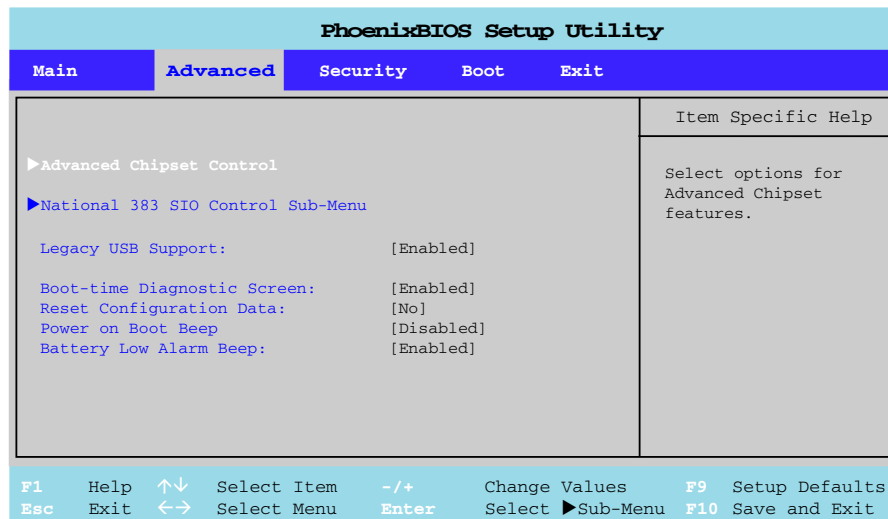 PhoenixBIOS Setup Utility
Main Advanced Security Boot Exit
Item Specific Help
▶Advanced Chipset Control
▶National 383 SIO Control Sub-Menu
Legacy USB Support: [Enabled]
Boot-time Diagnostic Screen: [Enabled]
Reset Configuration Data: [No]
Power on Boot Beep [Disabled]
Battery Low Alarm Beep: [Enabled]
Select options for
Advanced Chipset
features.
F1 Help ↑↓ Select Item -/+ Change Values F9 Setup Defaults
Esc Exit ←→ Select Menu Enter Select ▶Sub-Menu F10 Save and Exit